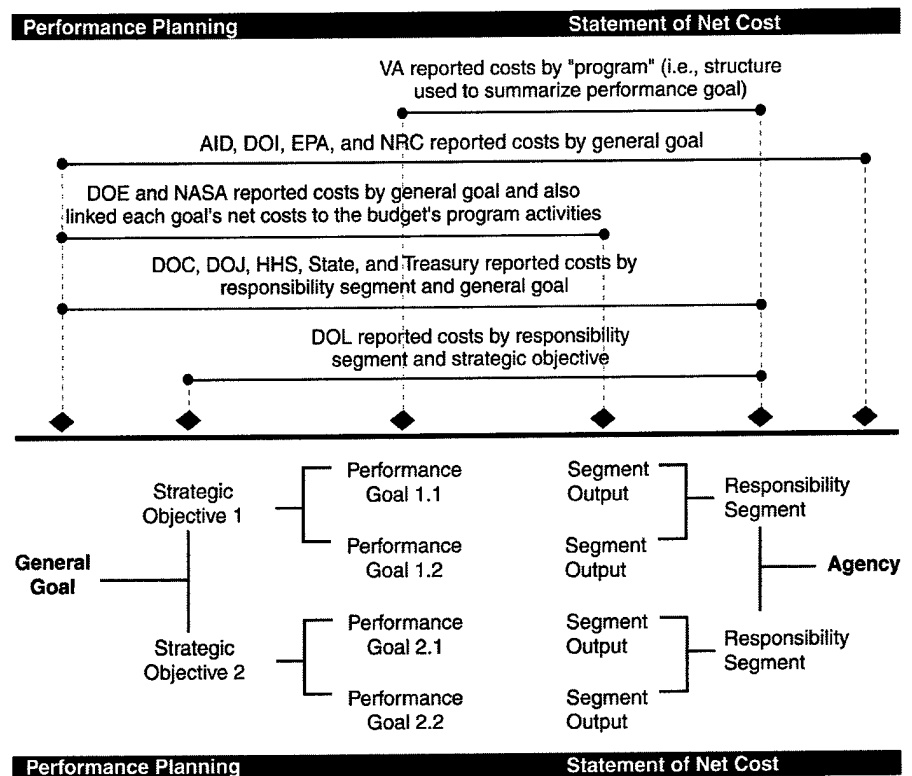 Performance Planning
Statement of Net Cost
VA reported costs by "program" (i.e., structure
used to summarize performance goal)
AID, DOI, EPA, and NRC reported costs by general goal
DOE and NASA reported costs by general goal and also
linked each goal's net costs to the budget's program activities
DOC, DOJ, HHS, State, and Treasury reported costs by
responsibility segment and general goal
DOL reported costs by responsibility
segment and strategic objective
General
Goal
Strategic
Objective 1
Strategic
Objective 2
Performance
Goal 1.1
Performance
Goal 1.2
Performance
Goal 2.1
Performance
Goal 2.2
Segment
Output
Segment
Output
Segment
Output
Segment
Output
Responsibility
Segment
Responsibility
Segment
Agency
Performance Planning
Statement of Net Cost